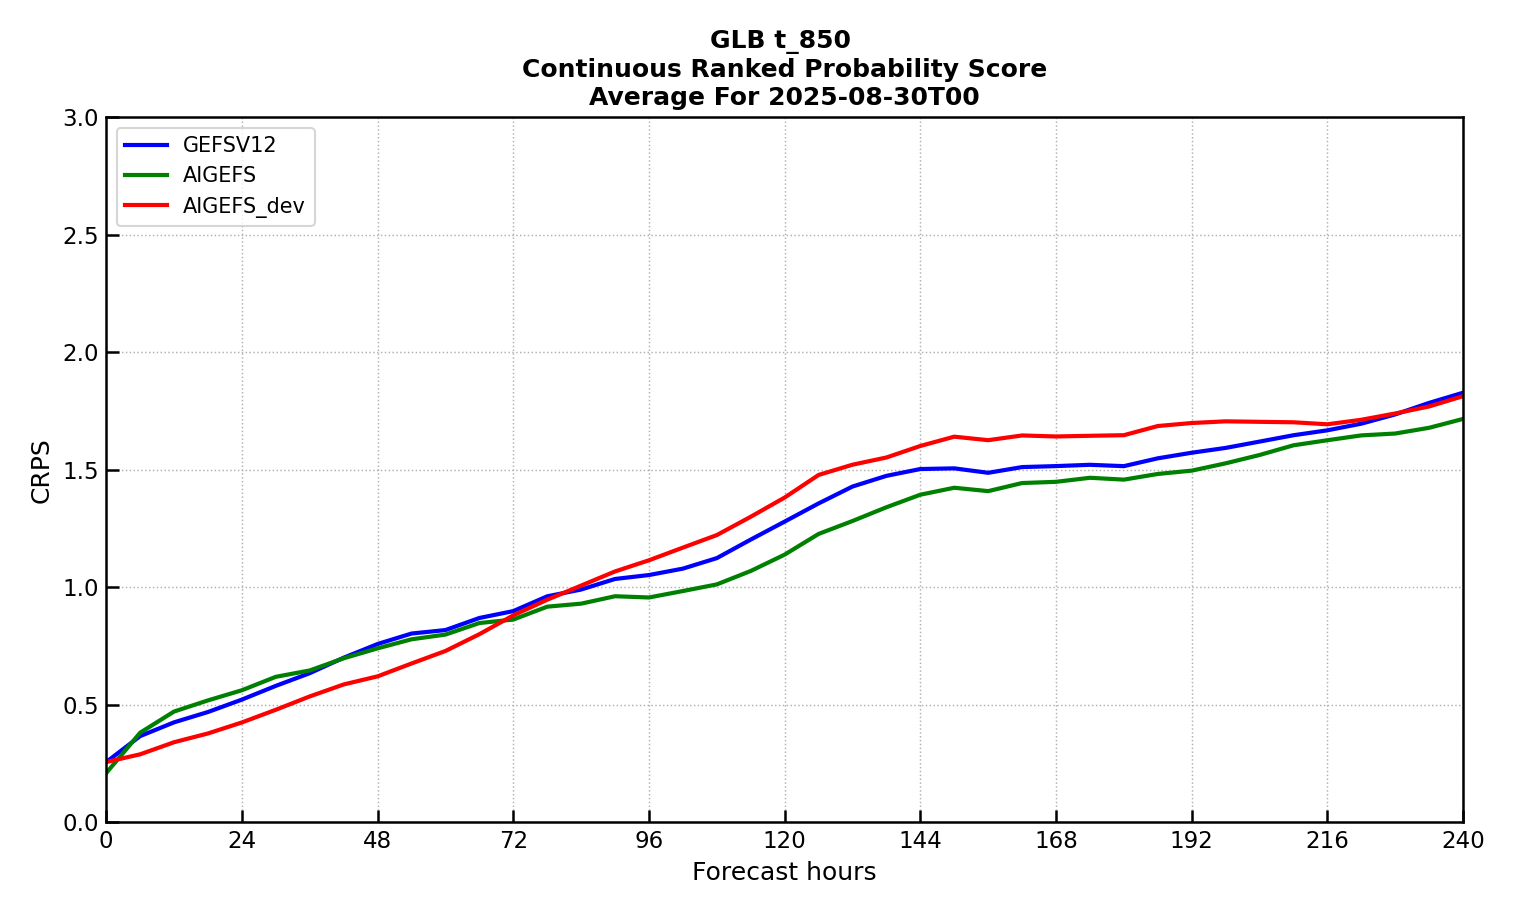 GLB t_850
Continuous Ranked Probability Score
Average For 2025-08-30T00
GEFSV12
AIGEFS
AIGEFS_dev
3.0
2.5
2.0
1.5
1.0
0.5
0.0
CRPS
0 24 48 72 96 120 144 168 192 216 240
Forecast hours